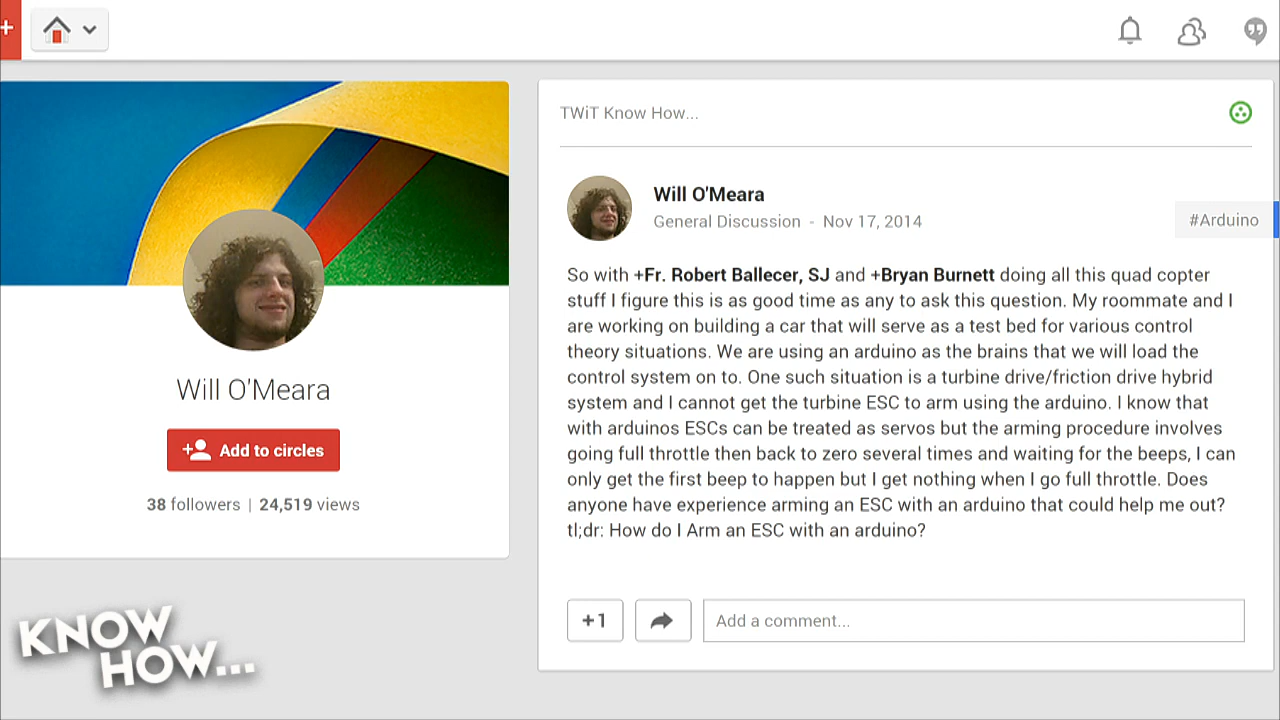 +
TWiT Know How...
Will O'Meara
General Discussion - Nov 17, 2014
#Arduino
So with +Fr. Robert Ballecer, SJ and +Bryan Burnett doing all this quad copter
stuff I figure this is as good time as any to ask this question. My roommate and I
are working on building a car that will serve as a test bed for various control
theory situations. We are using an arduino as the brains that we will load the
control system on to. One such situation is a turbine drive/friction drive hybrid
system and I cannot get the turbine ESC to arm using the arduino. I know that
with arduinos ESCs can be treated as servos but the arming procedure involves
going full throttle then back to zero several times and waiting for the beeps, I can
only get the first beep to happen but I get nothing when I go full throttle. Does
anyone have experience arming an ESC with an arduino that could help me out?
tl;dr: How do I Arm an ESC with an arduino?
+1
Add a comment...
Will O'Meara
Add to circles
38 followers | 24,519 views
KNOW
HOW...